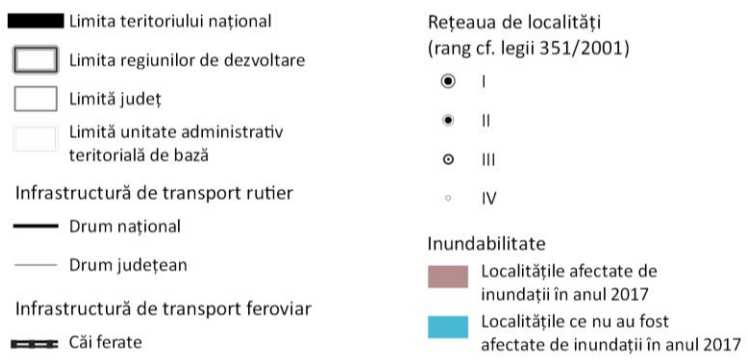 Limita teritoriului național
Limita regiunilor de dezvoltare
Limită județ
Limită unitate administrativ
teritorială de bază
Infrastructură de transport rutier
Drum național
Drum județean
Infrastructură de transport feroviar
Căi ferate
Rețeaua de localități
(rang cf. legii 351/2001)
I
II
III
IV
Inundabilitate
Localitățile afectate de
inundații în anul 2017
Localitățile ce nu au fost
afectate de inundații în anul 2017